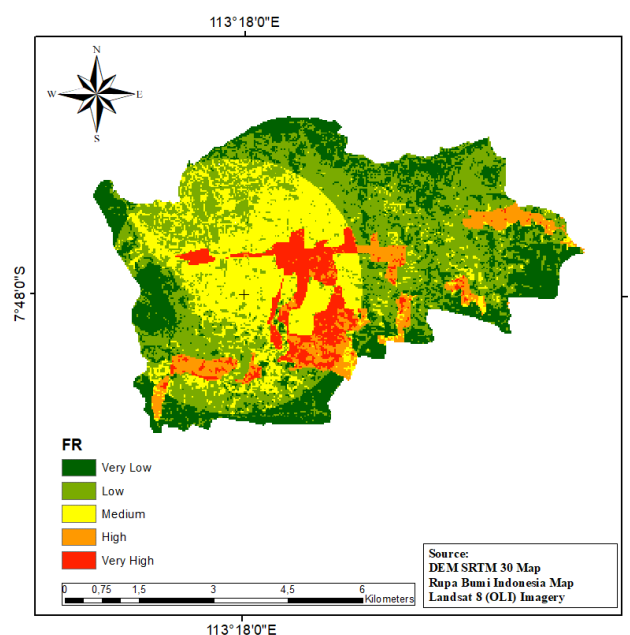 113°18'0"E
N
W E
S
7°48'0"S
FR
Very Low
Low
Medium
High
Very High
0 0,75 1,5 3 4,5 6
Kilometers
Source:
DEM SRTM 30 Map
Rupa Bumi Indonesia Map
Landsat 8 (OLI) Imagery
113°18'0"E